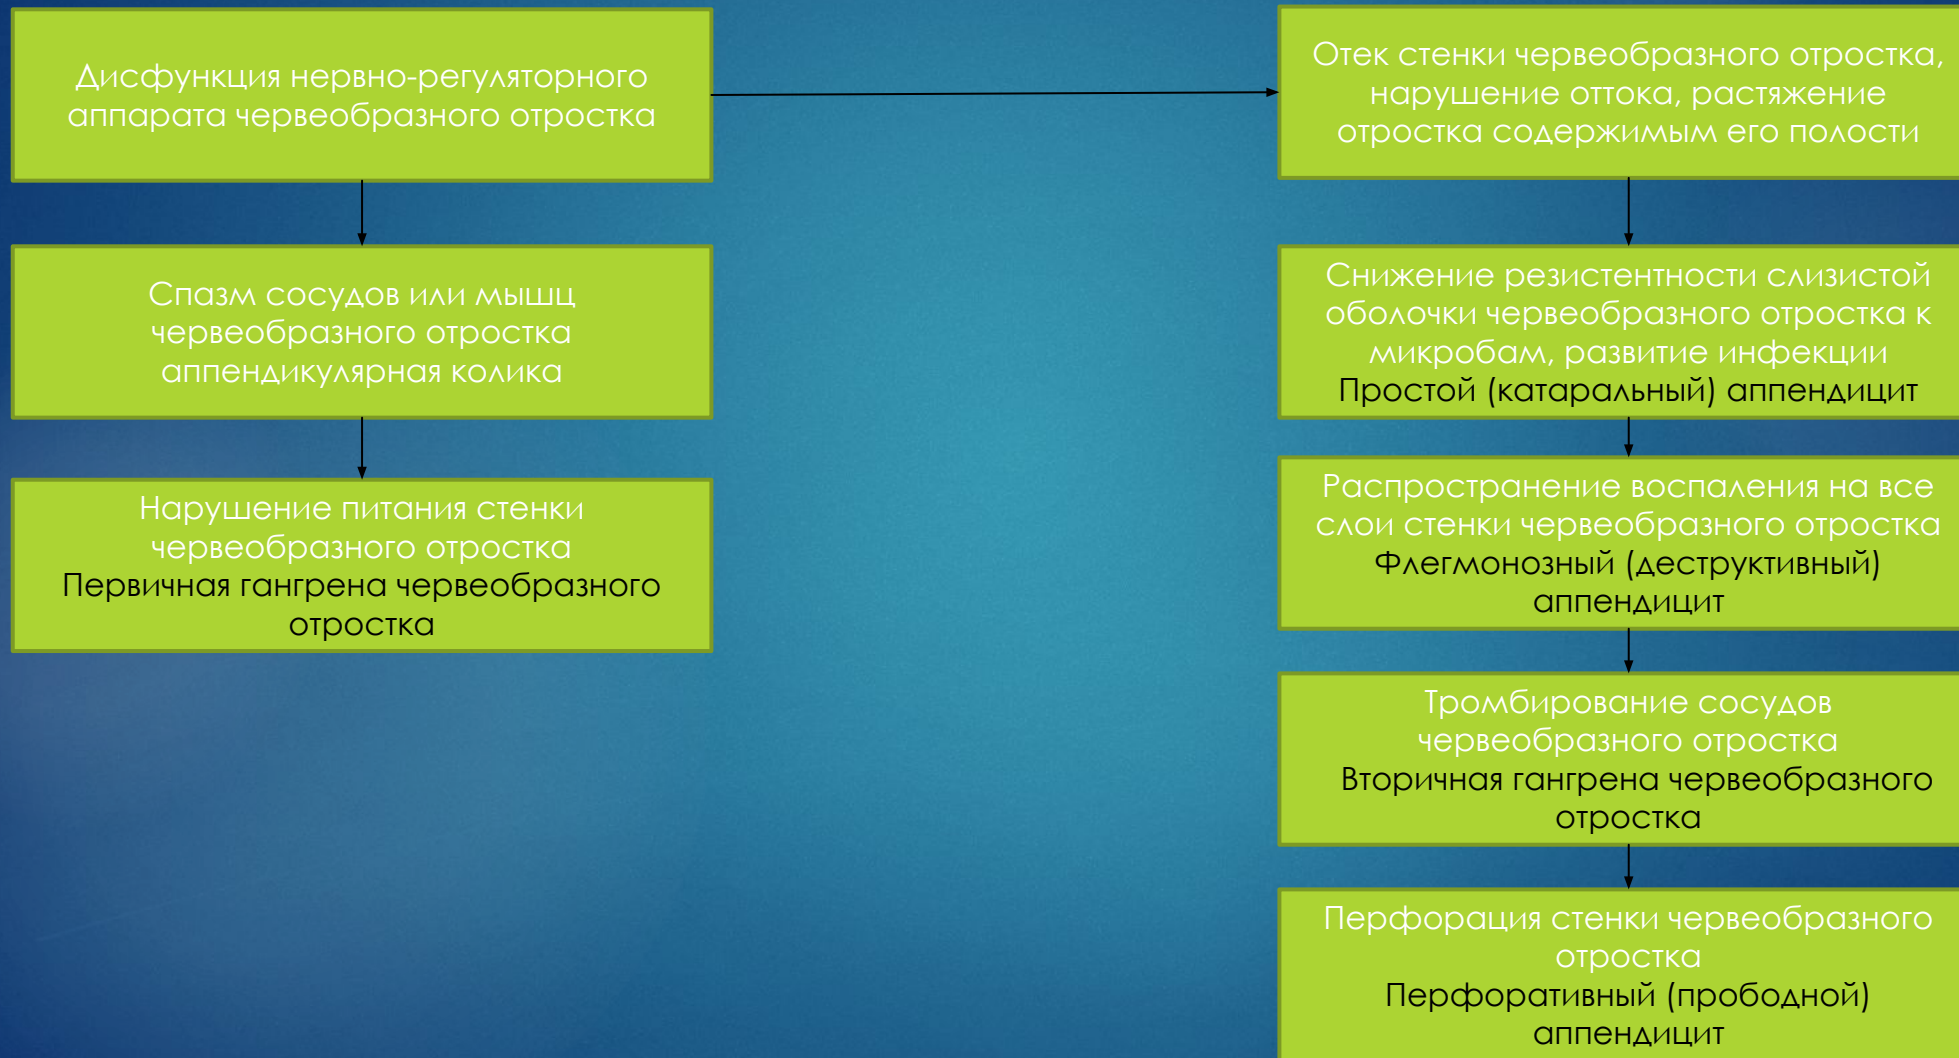 Дисфункция нервно-регуляторного
аппарата червеобразного отростка
Спазм сосудов или мышц
червеобразного отростка
аппендикулярная колика
Нарушение питания стенки
червеобразного отростка
Первичная гангрена червеобразного
отростка
Отек стенки червеобразного отростка,
нарушение оттока, растяжение
отростка содержимым его полости
Снижение резистентности слизистой
оболочки червеобразного отростка к
микробам, развитие инфекции
Простой (катаральный) аппендицит
Распространение воспаления на все
слои стенки червеобразного отростка
Флегмонозный (деструктивный)
аппендицит
Тромбирование сосудов
червеобразного отростка
Вторичная гангрена червеобразного
отростка
Перфорация стенки червеобразного
отростка
Перфоративный (прободной)
аппендицит